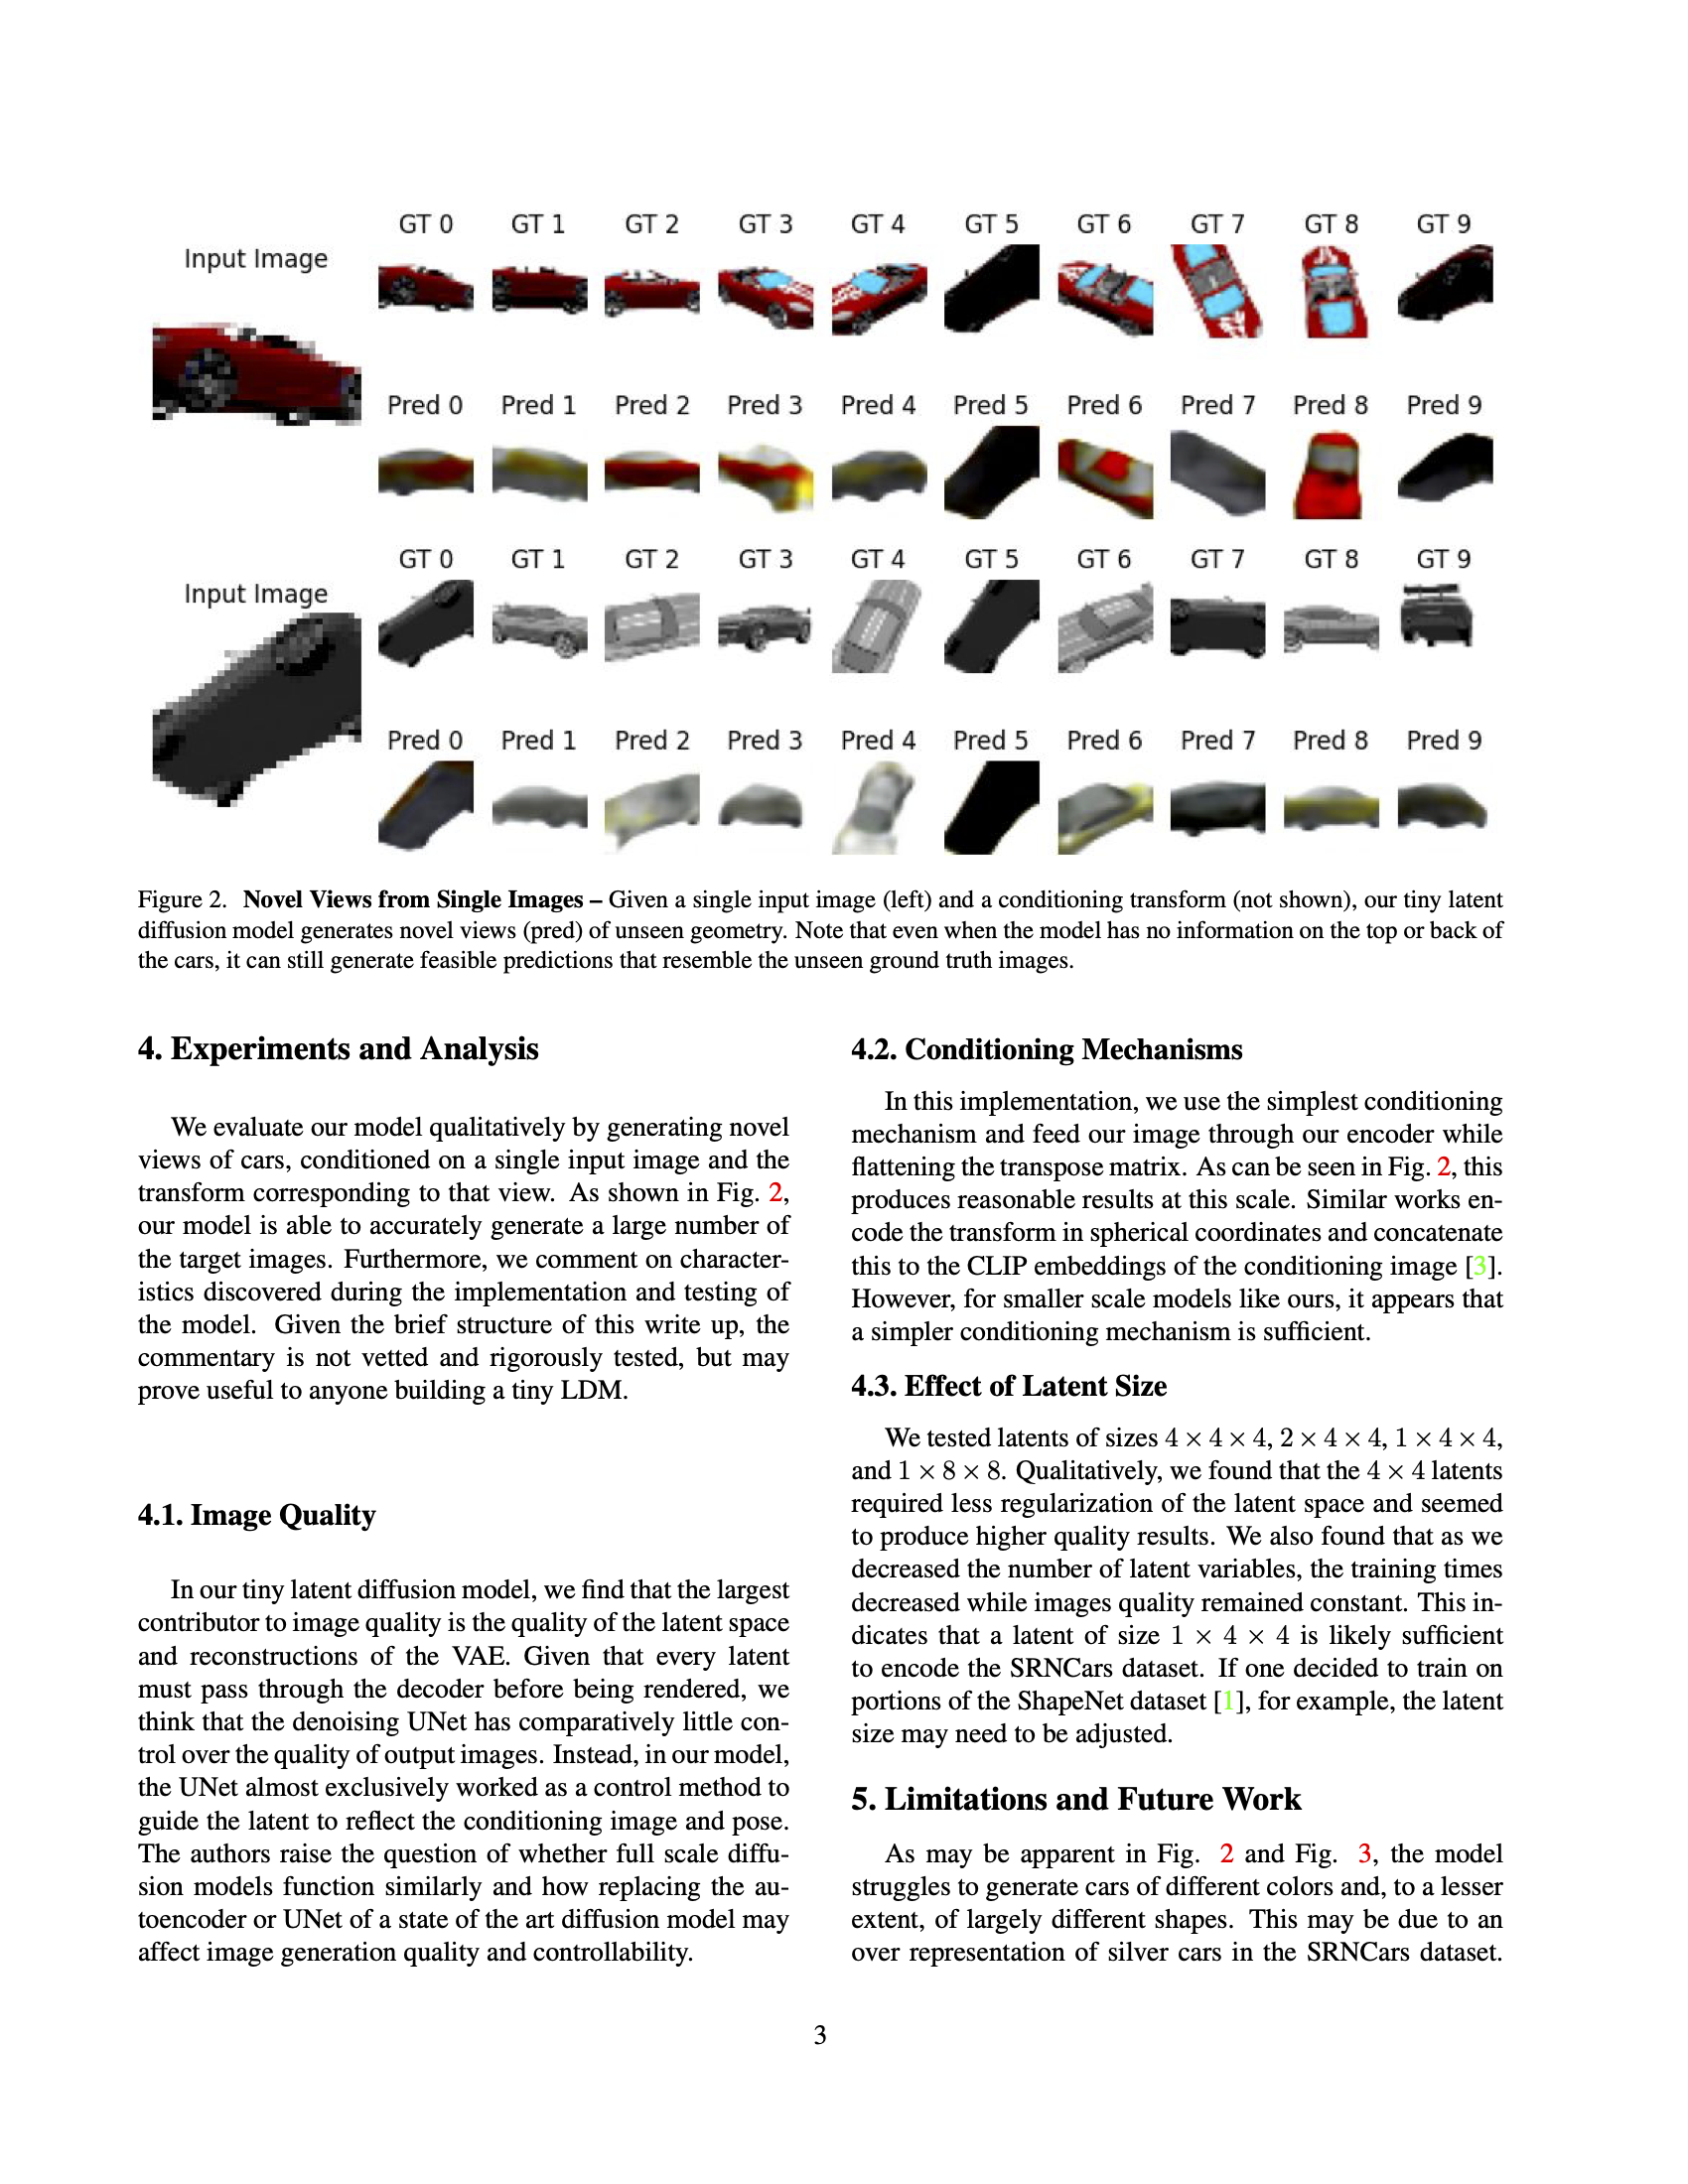 GT 0 GT 1 GT 2 GT 3 GT 4 GT 5 GT 6 GT 7 GT 8 GT 9
Input Image
Pred 0 Pred 1 Pred 2 Pred 3 Pred 4 Pred 5 Pred 6 Pred 7 Pred 8 Pred 9
GT 0 GT 1 GT 2 GT 3 GT 4 GT 5 GT 6 GT 7 GT 8 GT 9
Input Image
Pred 0 Pred 1 Pred 2 Pred 3 Pred 4 Pred 5 Pred 6 Pred 7 Pred 8 Pred 9
Figure 2. Novel Views from Single Images – Given a single input image (left) and a conditioning transform (not shown), our tiny latent
diffusion model generates novel views (pred) of unseen geometry. Note that even when the model has no information on the top or back of
the cars, it can still generate feasible predictions that resemble the unseen ground truth images.
4. Experiments and Analysis
We evaluate our model qualitatively by generating novel
views of cars, conditioned on a single input image and the
transform corresponding to that view. As shown in Fig. 2,
our model is able to accurately generate a large number of
the target images. Furthermore, we comment on character-
istics discovered during the implementation and testing of
the model. Given the brief structure of this write up, the
commentary is not vetted and rigorously tested, but may
prove useful to anyone building a tiny LDM.
4.1. Image Quality
In our tiny latent diffusion model, we find that the largest
contributor to image quality is the quality of the latent space
and reconstructions of the VAE. Given that every latent
must pass through the decoder before being rendered, we
think that the denoising UNet has comparatively little con-
trol over the quality of output images. Instead, in our model,
the UNet almost exclusively worked as a control method to
guide the latent to reflect the conditioning image and pose.
The authors raise the question of whether full scale diffu-
sion models function similarly and how replacing the au-
toencoder or UNet of a state of the art diffusion model may
affect image generation quality and controllability.
4.2. Conditioning Mechanisms
In this implementation, we use the simplest conditioning
mechanism and feed our image through our encoder while
flattening the transpose matrix. As can be seen in Fig. 2, this
produces reasonable results at this scale. Similar works en-
code the transform in spherical coordinates and concatenate
this to the CLIP embeddings of the conditioning image [3].
However, for smaller scale models like ours, it appears that
a simpler conditioning mechanism is sufficient.
4.3. Effect of Latent Size
We tested latents of sizes 4 × 4 × 4, 2 × 4 × 4, 1 × 4 × 4,
and 1 × 8 × 8. Qualitatively, we found that the 4 × 4 latents
required less regularization of the latent space and seemed
to produce higher quality results. We also found that as we
decreased the number of latent variables, the training times
decreased while images quality remained constant. This in-
dicates that a latent of size 1 × 4 × 4 is likely sufficient
to encode the SRNCars dataset. If one decided to train on
portions of the ShapeNet dataset [1], for example, the latent
size may need to be adjusted.
5. Limitations and Future Work
As may be apparent in Fig. 2 and Fig. 3, the model
struggles to generate cars of different colors and, to a lesser
extent, of largely different shapes. This may be due to an
over representation of silver cars in the SRNCars dataset.
3